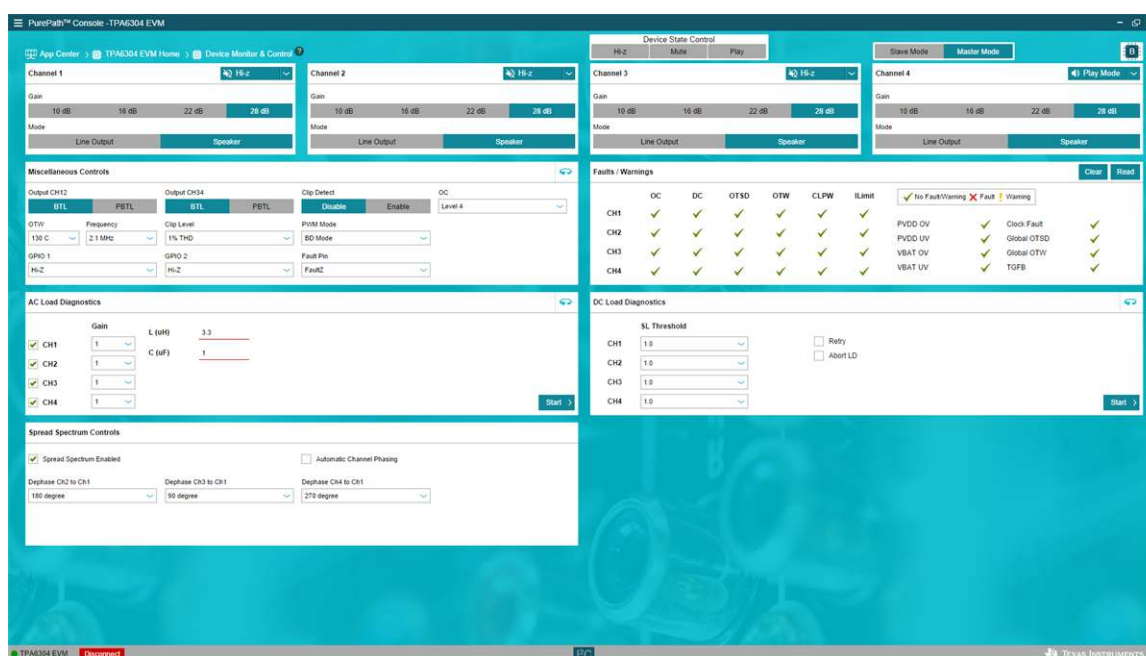 PurePath™ Console -TPA6304 EVM
App Center > TPA6304 EVM Home > Device Monitor & Control ?
Device State Control
Hi-z Mute Play
Slave Mode Master Mode
B
Channel 1 Hi-z
Gain
10 dB 16 dB 22 dB 28 dB
Mode
Line Output Speaker
Channel 2 Hi-z
Gain
10 dB 16 dB 22 dB 28 dB
Mode
Line Output Speaker
Channel 3 Hi-z
Gain
10 dB 16 dB 22 dB 28 dB
Mode
Line Output Speaker
Channel 4 Play Mode
Gain
10 dB 16 dB 22 dB 28 dB
Mode
Line Output Speaker
Miscellaneous Controls
Output CH12 Output CH34 Clip Detect OC
BTL PBTL BTL PBTL Disable Enable Level 4
OTW Frequency Clip Level PWM Mode
130 C 2.1 MHz 1% THD BD Mode
GPIO 1 GPIO 2 Fault Pin
Hi-Z Hi-Z FaultZ
Faults / Warnings Clear Read
OC DC OTSD OTW CLPW ILimit
CH1
CH2
CH3
CH4
No Fault/Warning Fault Warning
PVDD OV Clock Fault
PVDD UV Global OTSD
VBAT OV Global OTW
VBAT UV TGFB
AC Load Diagnostics
Gain
CH1 1
CH2 1
CH3 1
CH4 1
L (uH) 3.3
C (uF) 1
Start >
DC Load Diagnostics
SL Threshold
CH1 1.0
CH2 1.0
CH3 1.0
CH4 1.0
Retry
Abort LD
Start >
Spread Spectrum Controls
Spread Spectrum Enabled Automatic Channel Phasing
Dephase Ch2 to Ch1 Dephase Ch3 to Ch1 Dephase Ch4 to Ch1
180 degree 90 degree 270 degree
TPA6304 EVM Disconnect I²C TEXAS INSTRUMENTS